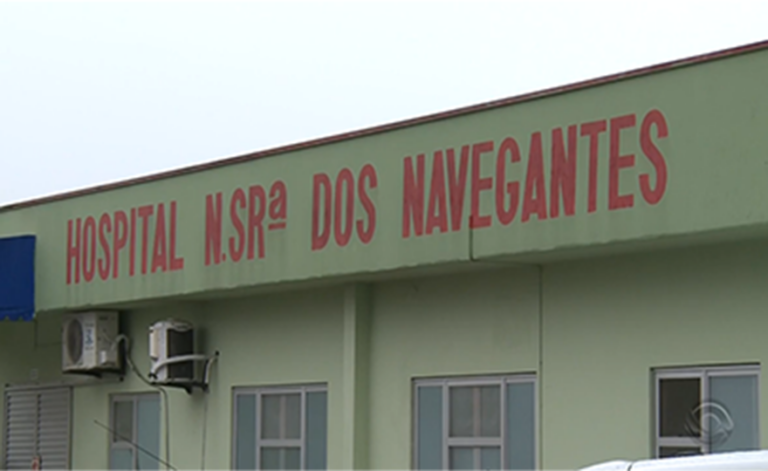 HOSPITAL N.SRª DOS NAVEGANTES